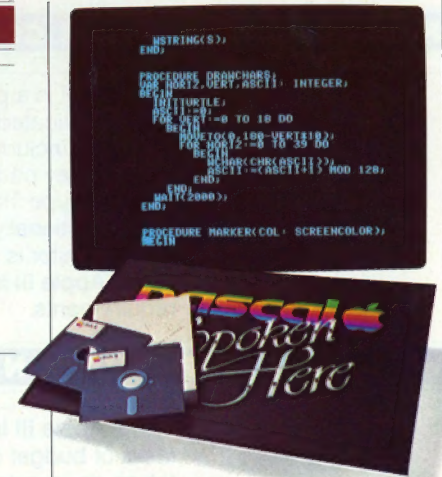 WSTRING(S);
END;
PROCEDURE DRAWCHARS;
VAR HORIZ,VERT,ASCII: INTEGER;
BEGIN
INITTURTLE;
ASCII:=0;
FOR VERT:=0 TO 18 DO
BEGIN
MOVETO(0,180-VERT*10);
FOR HORIZ:=0 TO 39 DO
BEGIN
WCHAR(CHR(ASCII));
ASCII:=(ASCII+1) MOD 128;
END;
END;
WAIT(2000);
END;
PROCEDURE MARKER(COL: SCREENCOLOR);
BEGIN
pascal
Spoken
Here